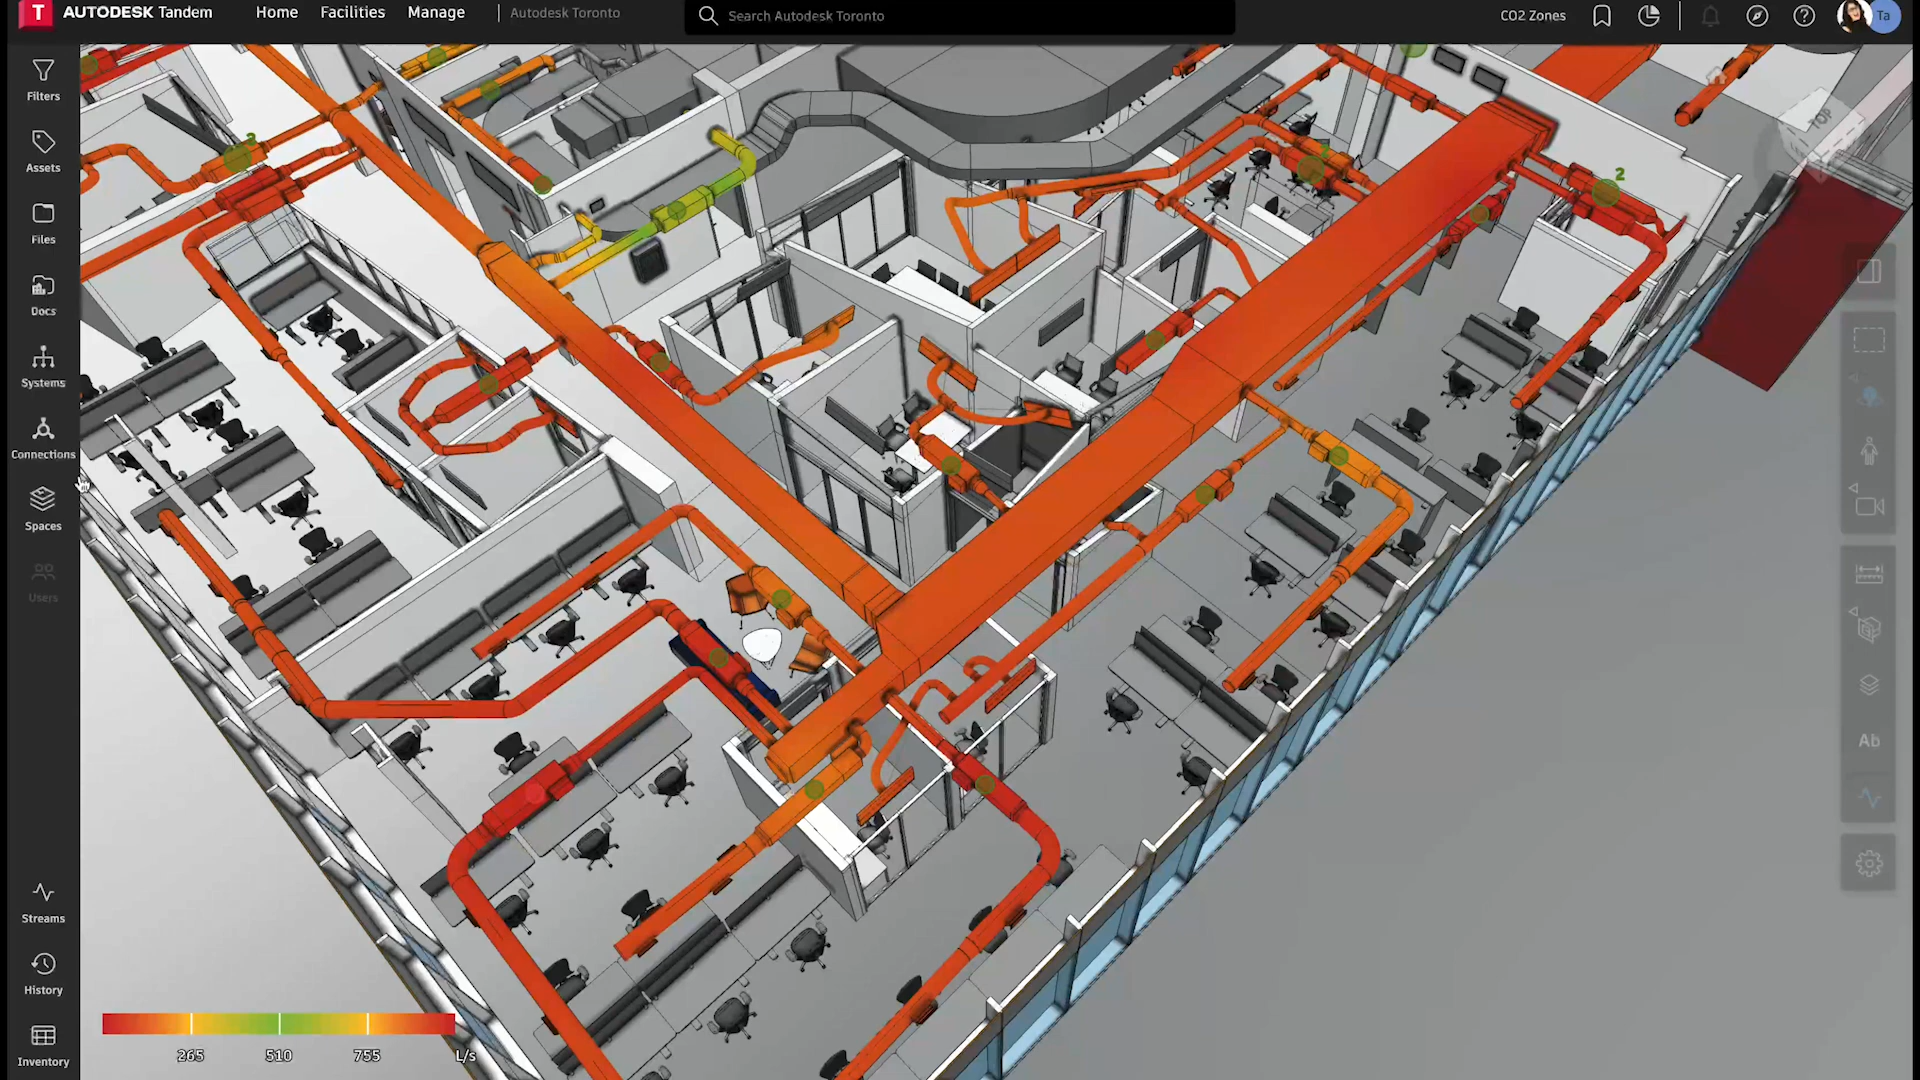 T AUTODESK Tandem
Home
Facilities
Manage
Autodesk Toronto
Search Autodesk Toronto
CO2 Zones
Ta
Filters
Assets
Files
Docs
Systems
Connections
Spaces
Users
Streams
History
Inventory
2
2
TOP
Ab
265
510
755
L/s